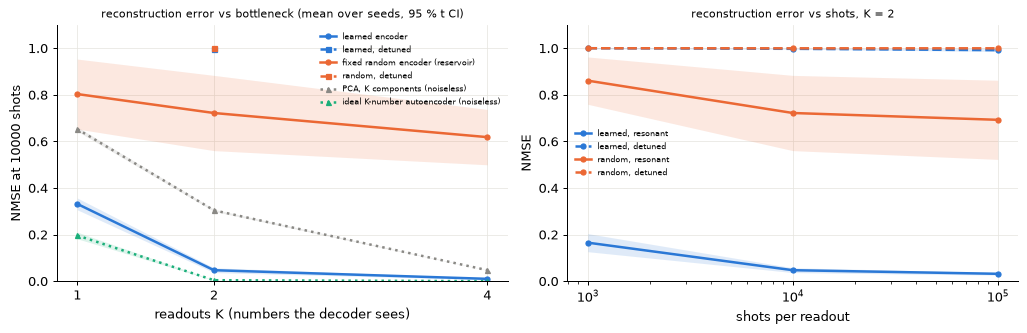 reconstruction error vs bottleneck (mean over seeds, 95 % t CI)
NMSE at 10000 shots
1.0
0.8
0.6
0.4
0.2
0.0
learned encoder
learned, detuned
fixed random encoder (reservoir)
random, detuned
PCA, K components (noiseless)
ideal K-number autoencoder (noiseless)
1
2
4
readouts K (numbers the decoder sees)
reconstruction error vs shots, K = 2
NMSE
1.0
0.8
0.6
0.4
0.2
0.0
learned, resonant
learned, detuned
random, resonant
random, detuned
10³
10⁴
10⁵
shots per readout